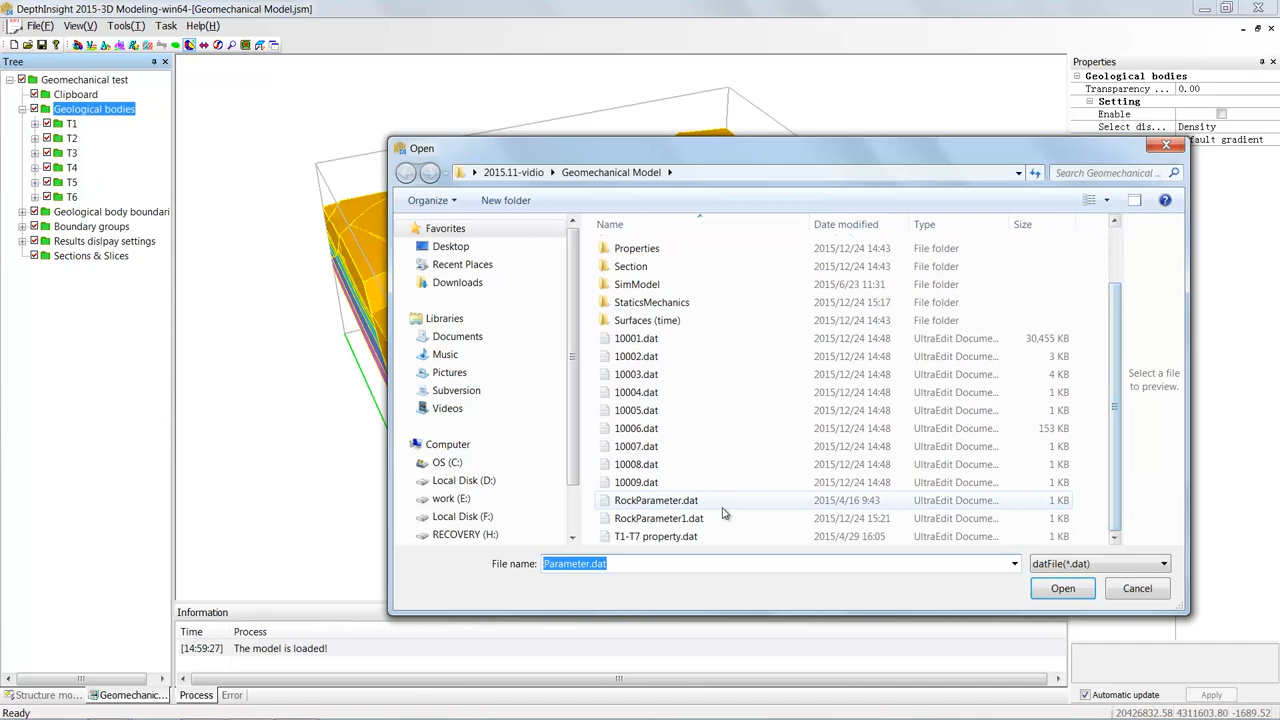 DepthInsight 2015-3D Modeling-win64-[Geomechanical Model.jsm]
File(F) View(V) Tools(T) Task Help(H)
Tree
Geomechanical test
Clipboard
Geological bodies
T1
T2
T3
T4
T5
T6
Geological body boundari
Boundary groups
Results dislpay settings
Sections & Slices
Structure mo... Geomechanic...
Properties
Geological bodies
Transparency ... 0.00
Setting
Enable
Select dis... Density
fault gradient
Open
2015.11-vidio Geomechanical Model
Search Geomechanical ...
Organize New folder
Favorites
Desktop
Recent Places
Downloads
Libraries
Documents
Music
Pictures
Subversion
Videos
Computer
OS (C:)
Local Disk (D:)
work (E:)
Local Disk (F:)
RECOVERY (H:)
Name Date modified Type Size
Properties 2015/12/24 14:43 File folder
Section 2015/12/24 14:43 File folder
SimModel 2015/6/23 11:31 File folder
StaticsMechanics 2015/12/24 15:17 File folder
Surfaces (time) 2015/12/24 14:43 File folder
10001.dat 2015/12/24 14:48 UltraEdit Docume... 30,455 KB
10002.dat 2015/12/24 14:48 UltraEdit Docume... 3 KB
10003.dat 2015/12/24 14:48 UltraEdit Docume... 4 KB
10004.dat 2015/12/24 14:48 UltraEdit Docume... 1 KB
10005.dat 2015/12/24 14:48 UltraEdit Docume... 1 KB
10006.dat 2015/12/24 14:48 UltraEdit Docume... 153 KB
10007.dat 2015/12/24 14:48 UltraEdit Docume... 1 KB
10008.dat 2015/12/24 14:48 UltraEdit Docume... 1 KB
10009.dat 2015/12/24 14:48 UltraEdit Docume... 1 KB
RockParameter.dat 2015/4/16 9:43 UltraEdit Docume... 1 KB
RockParameter1.dat 2015/12/24 15:21 UltraEdit Docume... 1 KB
T1-T7 property.dat 2015/4/29 16:05 UltraEdit Docume... 1 KB
Select a file
to preview.
File name: Parameter.dat datFile(*.dat)
Open Cancel
Information
Time Process
[14:59:27] The model is loaded!
Process Error
Automatic update Apply
Ready 20426832.58 4311603.80 -1689.52